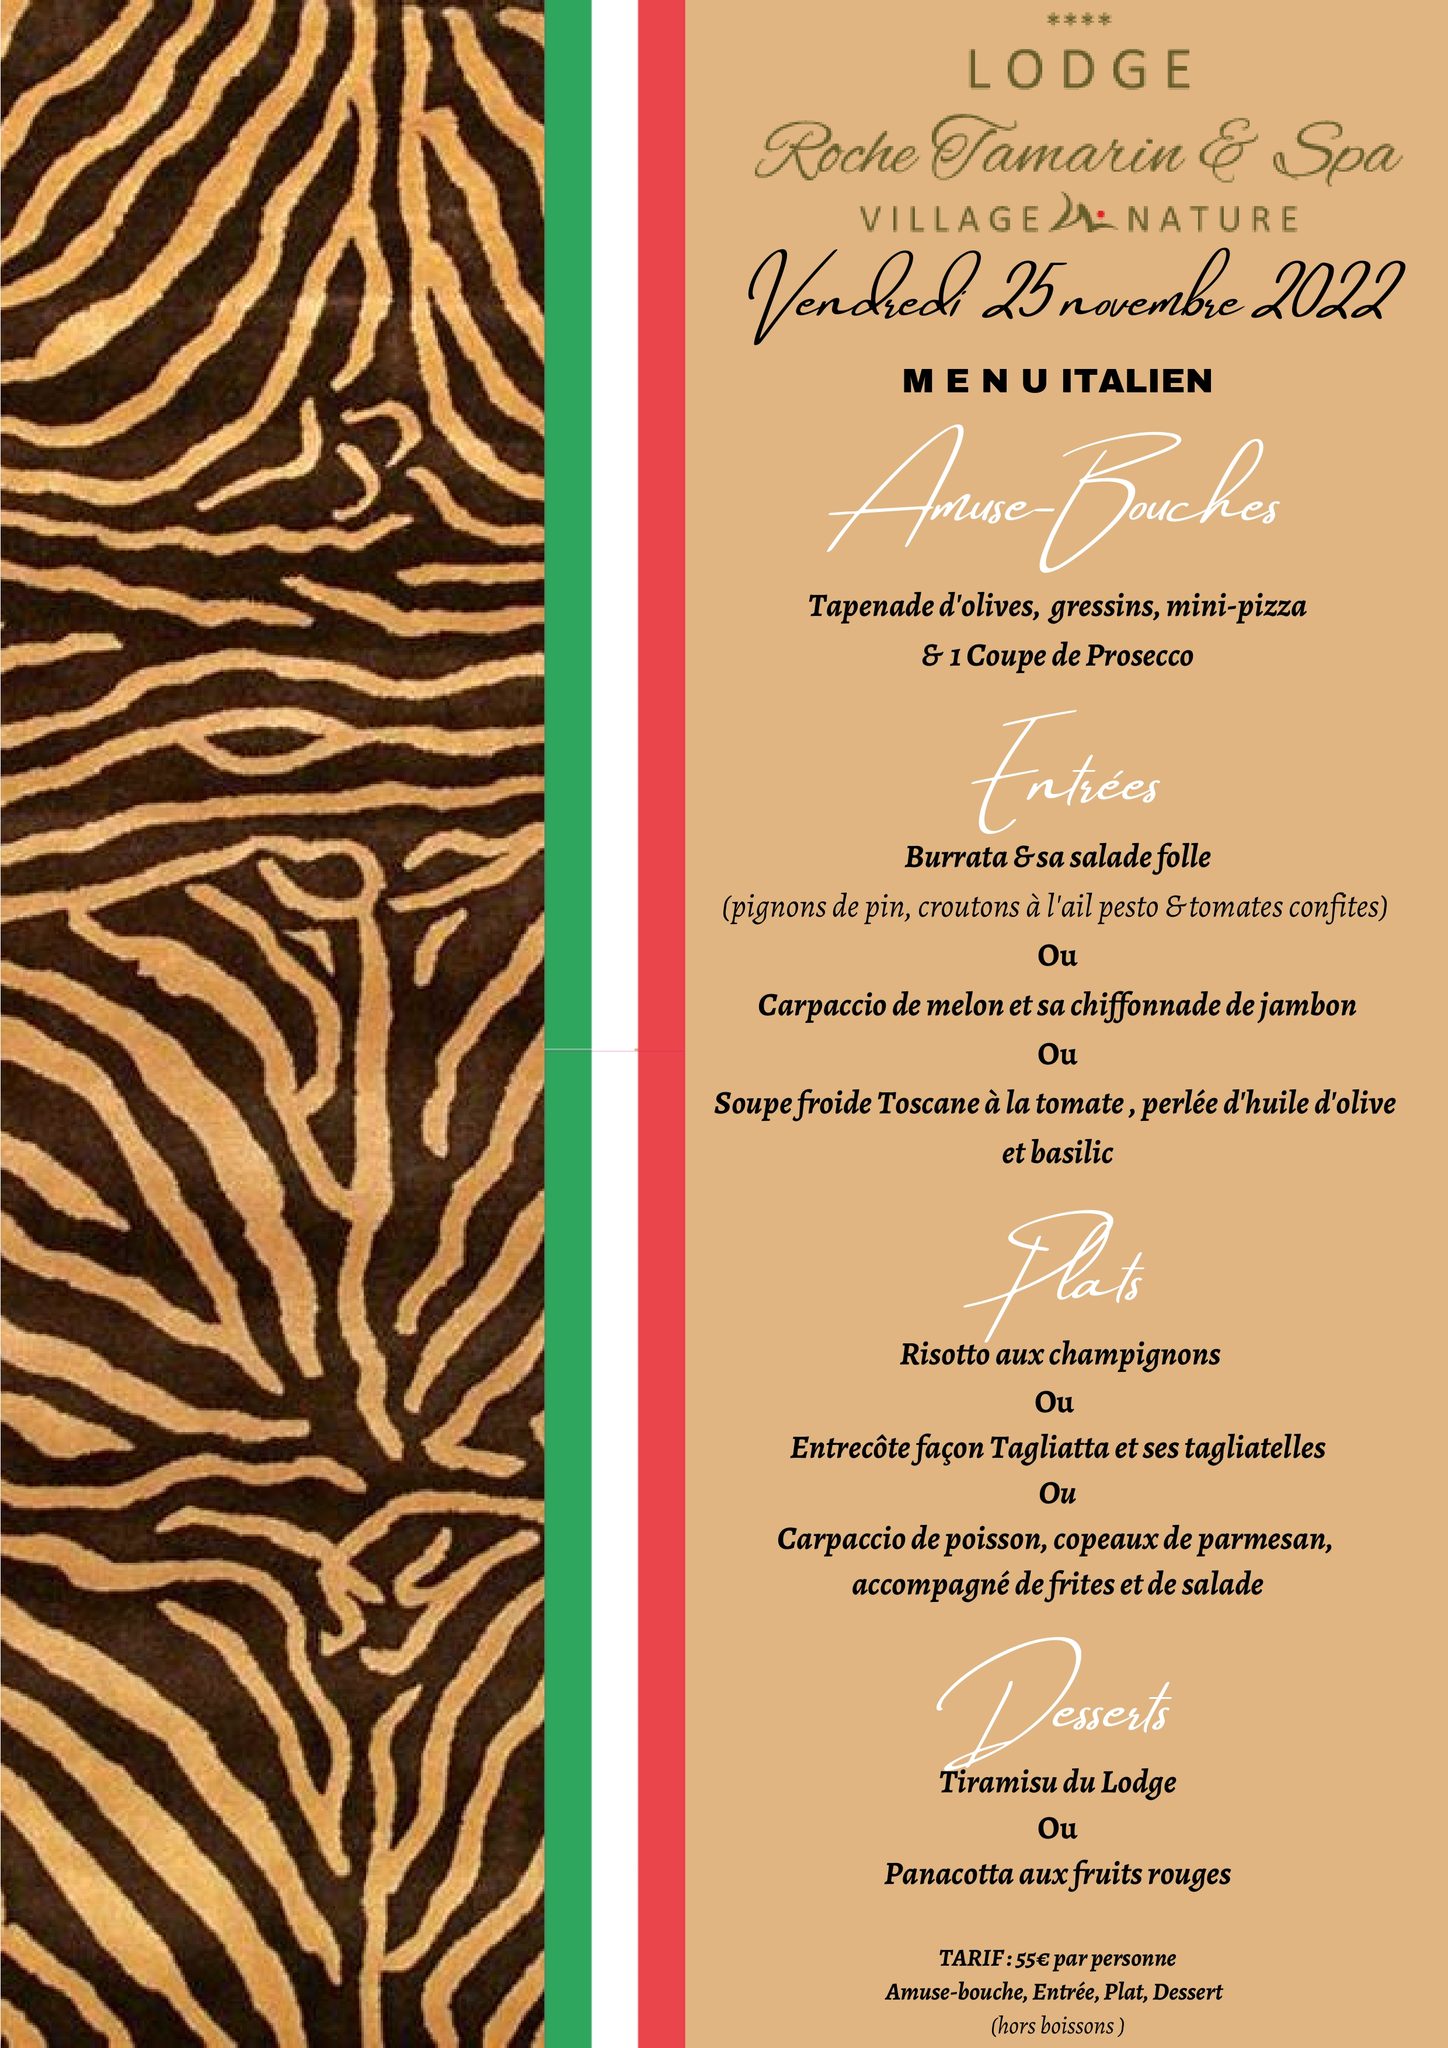 ****
LODGE
Roche Tamarin & Spa
VILLAGE NATURE
Vendredi 25 novembre 2022
M E N U ITALIEN
Amuse-Bouches
Tapenade d'olives, gressins, mini-pizza
& 1 Coupe de Prosecco
Entrées
Burrata & sa salade folle
(pignons de pin, croutons à l'ail pesto & tomates confites)
Ou
Carpaccio de melon et sa chiffonnade de jambon
Ou
Soupe froide Toscane à la tomate , perlée d'huile d'olive
et basilic
Plats
Risotto aux champignons
Ou
Entrecôte façon Tagliatta et ses tagliatelles
Ou
Carpaccio de poisson, copeaux de parmesan,
accompagné de frites et de salade
Desserts
Tiramisu du Lodge
Ou
Panacotta aux fruits rouges
TARIF : 55€ par personne
Amuse-bouche, Entrée, Plat, Dessert
(hors boissons )